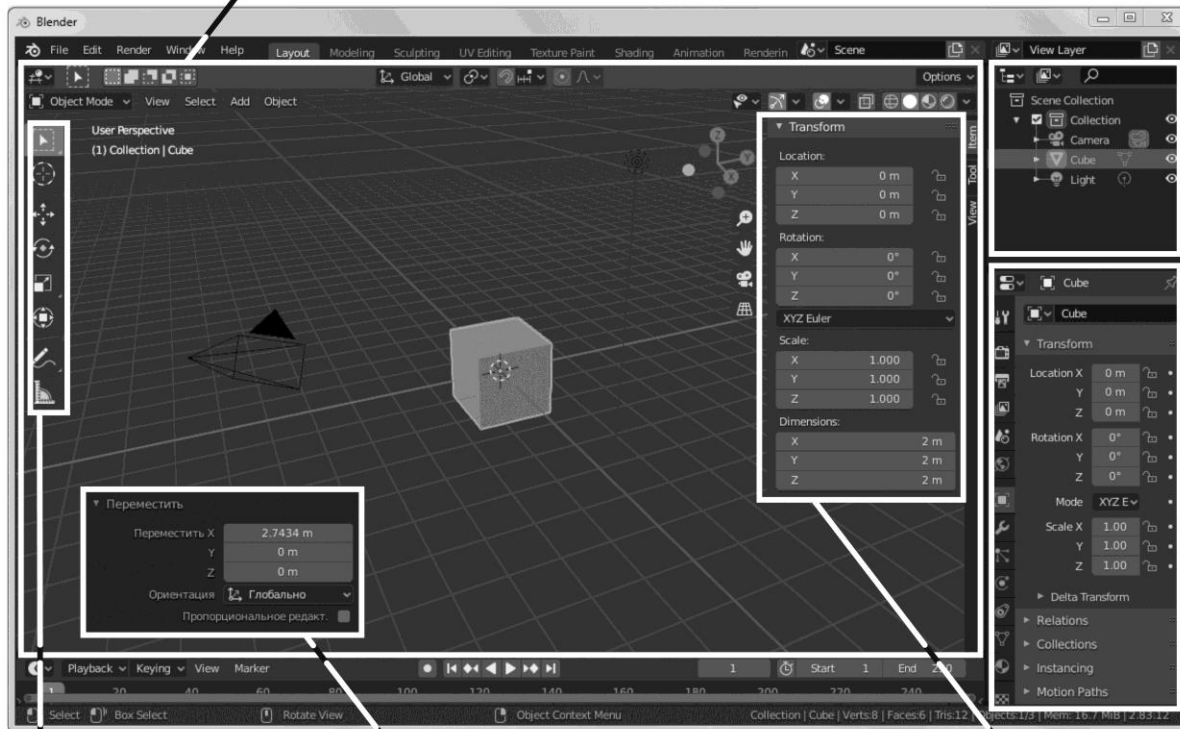 Blender
File Edit Render Window Help Layout Modeling Sculpting UV Editing Texture Paint Shading Animation Renderin Scene View Layer
Global Options
Object Mode View Select Add Object
User Perspective
(1) Collection | Cube
Z
Y
X
Transform
Location:
X 0 m
Y 0 m
Z 0 m
Rotation:
X 0°
Y 0°
Z 0°
XYZ Euler
Scale:
X 1.000
Y 1.000
Z 1.000
Dimensions:
X 2 m
Y 2 m
Z 2 m
Item
Tool
View
Scene Collection
Collection
Camera
Cube
Light
Cube
Cube
Transform
Location X 0 m
Y 0 m
Z 0 m
Rotation X 0°
Y 0°
Z 0°
Mode XYZ E
Scale X 1.00
Y 1.00
Z 1.00
Delta Transform
Relations
Collections
Instancing
Motion Paths
Переместить
Переместить X 2.7434 m
Y 0 m
Z 0 m
Ориентация Глобально
Пропорциональное редакт.
Playback Keying View Marker 1 Start 1 End
1 20 40 60 80 100 120 140 160 180 200 220 240
Select Box Select Rotate View Object Context Menu Collection | Cube | Verts:8 | Faces:6 | Tris:12 | Objects:1/3 | Mem: 16.7 MiB | 2.83.12